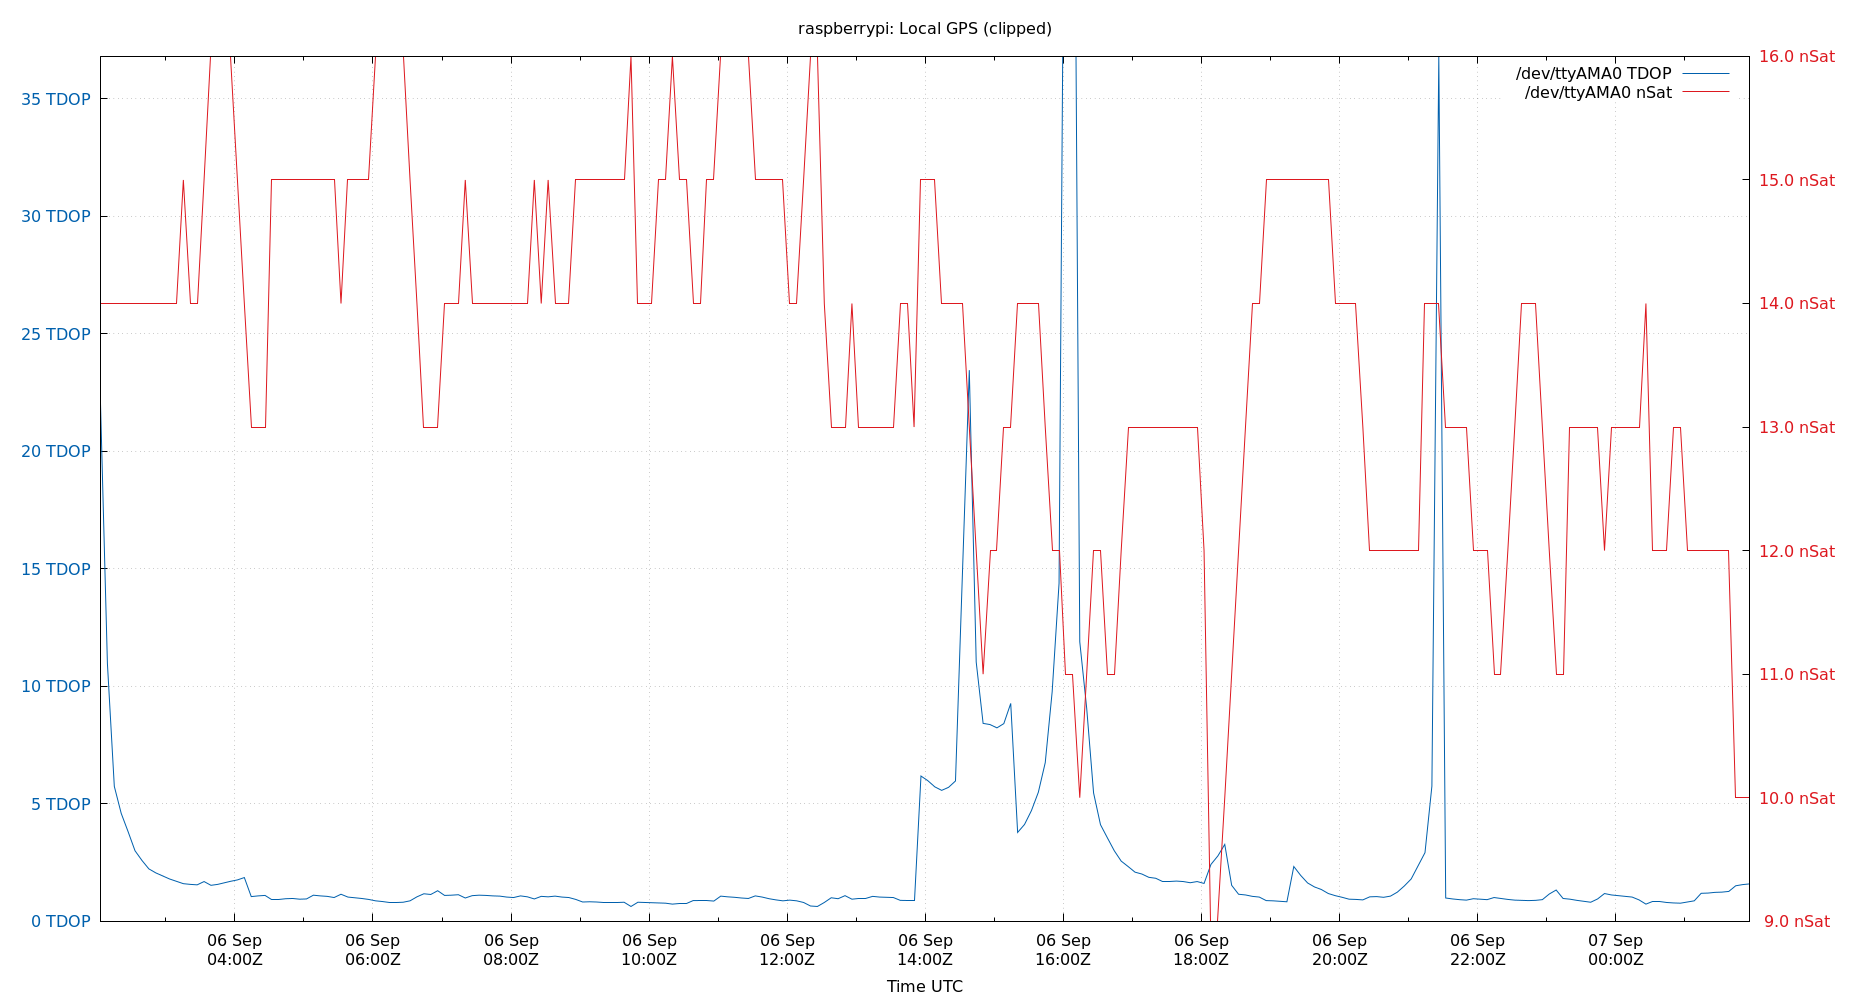 raspberrypi: Local GPS (clipped)
/dev/ttyAMA0 TDOP
/dev/ttyAMA0 nSat
35 TDOP
30 TDOP
25 TDOP
20 TDOP
15 TDOP
10 TDOP
5 TDOP
0 TDOP
16.0 nSat
15.0 nSat
14.0 nSat
13.0 nSat
12.0 nSat
11.0 nSat
10.0 nSat
9.0 nSat
06 Sep
04:00Z
06 Sep
06:00Z
06 Sep
08:00Z
06 Sep
10:00Z
06 Sep
12:00Z
06 Sep
14:00Z
06 Sep
16:00Z
06 Sep
18:00Z
06 Sep
20:00Z
06 Sep
22:00Z
07 Sep
00:00Z
Time UTC